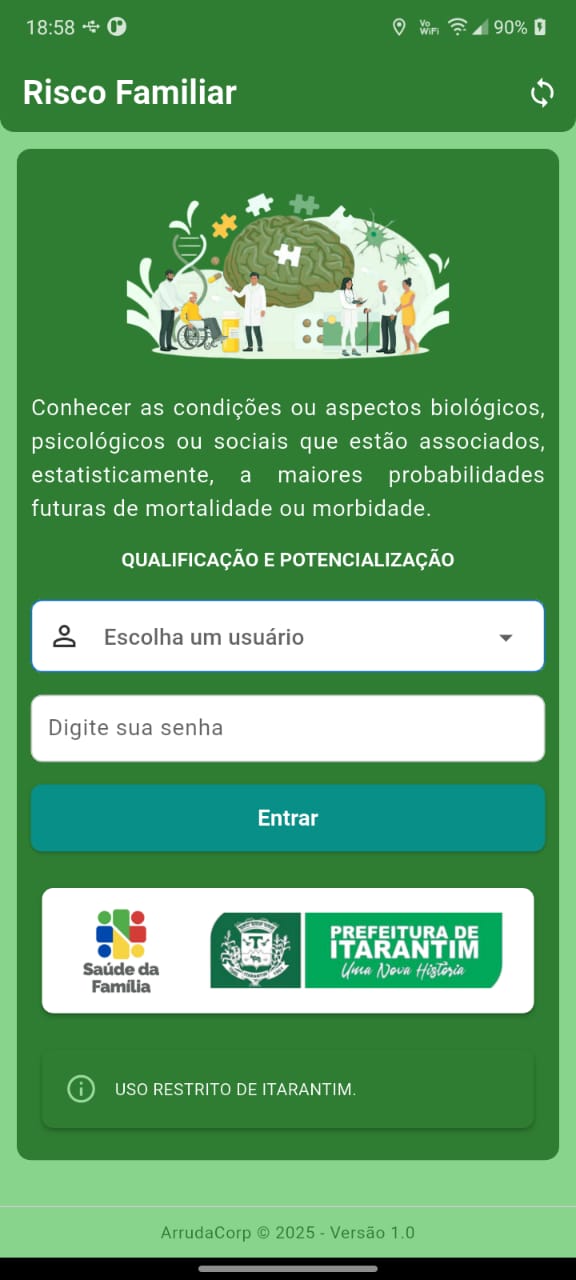 18:58
Vo
WiFi
90%
Risco Familiar
Conhecer as condições ou aspectos biológicos,
psicológicos ou sociais que estão associados,
estatisticamente, a maiores probabilidades
futuras de mortalidade ou morbidade.
QUALIFICAÇÃO E POTENCIALIZAÇÃO
Escolha um usuário
Digite sua senha
Entrar
Saúde da
Família
PREFEITURA DE
ITARANTIM
Uma Nova História
USO RESTRITO DE ITARANTIM.
ArrudaCorp © 2025 - Versão 1.0